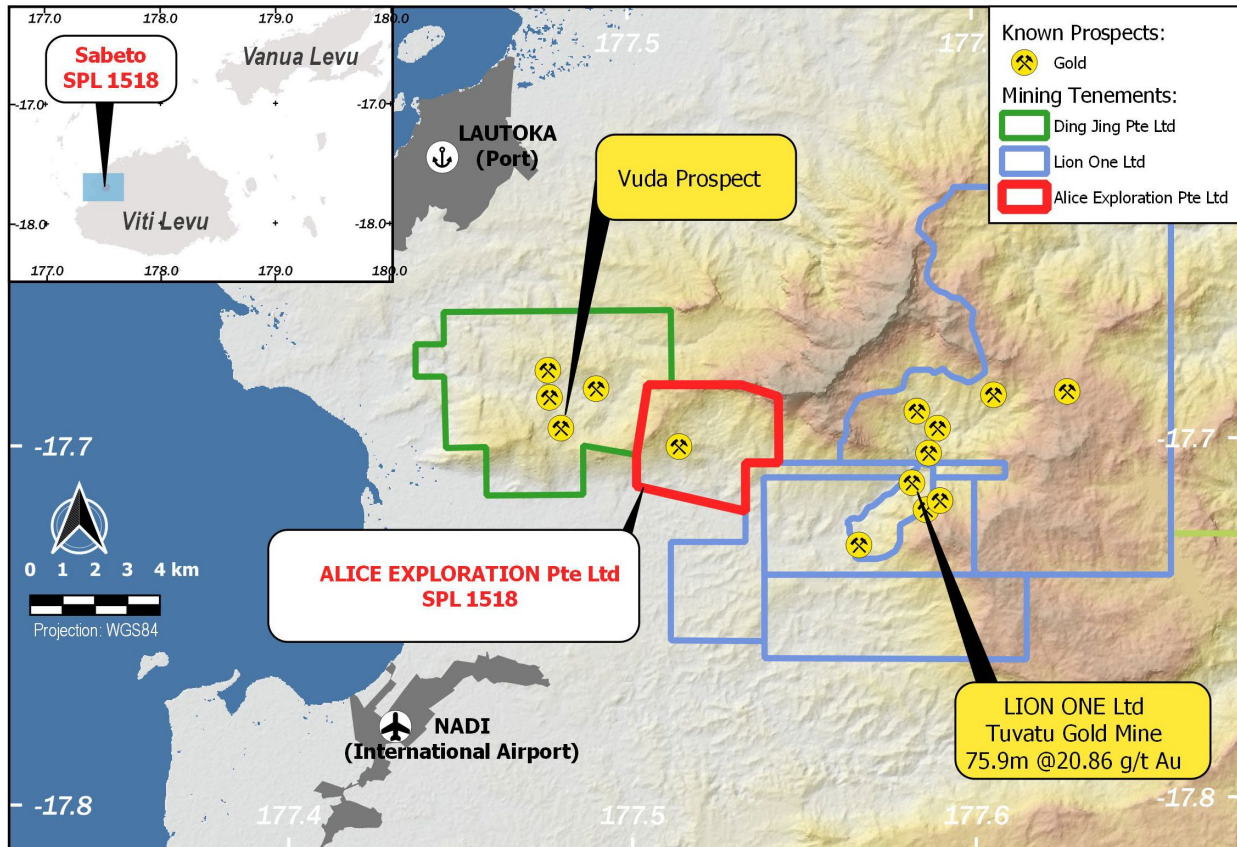 177.0
178.0
179.0
180.0
Sabeto
SPL 1518
Vanua Levu
-17.0
-17.0
Viti Levu
-18.0
-18.0
177.0
178.0
179.0
180.0
177.5
177.
Known Prospects:
Gold
Mining Tenements:
Ding Jing Pte Ltd
Lion One Ltd
Alice Exploration Pte Ltd
LAUTOKA
(Port)
Vuda Prospect
-17.7
-17.7
0 1 2 3 4 km
Projection: WGS84
ALICE EXPLORATION Pte Ltd
SPL 1518
NADI
(International Airport)
LION ONE Ltd
Tuvatu Gold Mine
75.9m @20.86 g/t Au
-17.8
-17.8
177.4
177.5
177.6